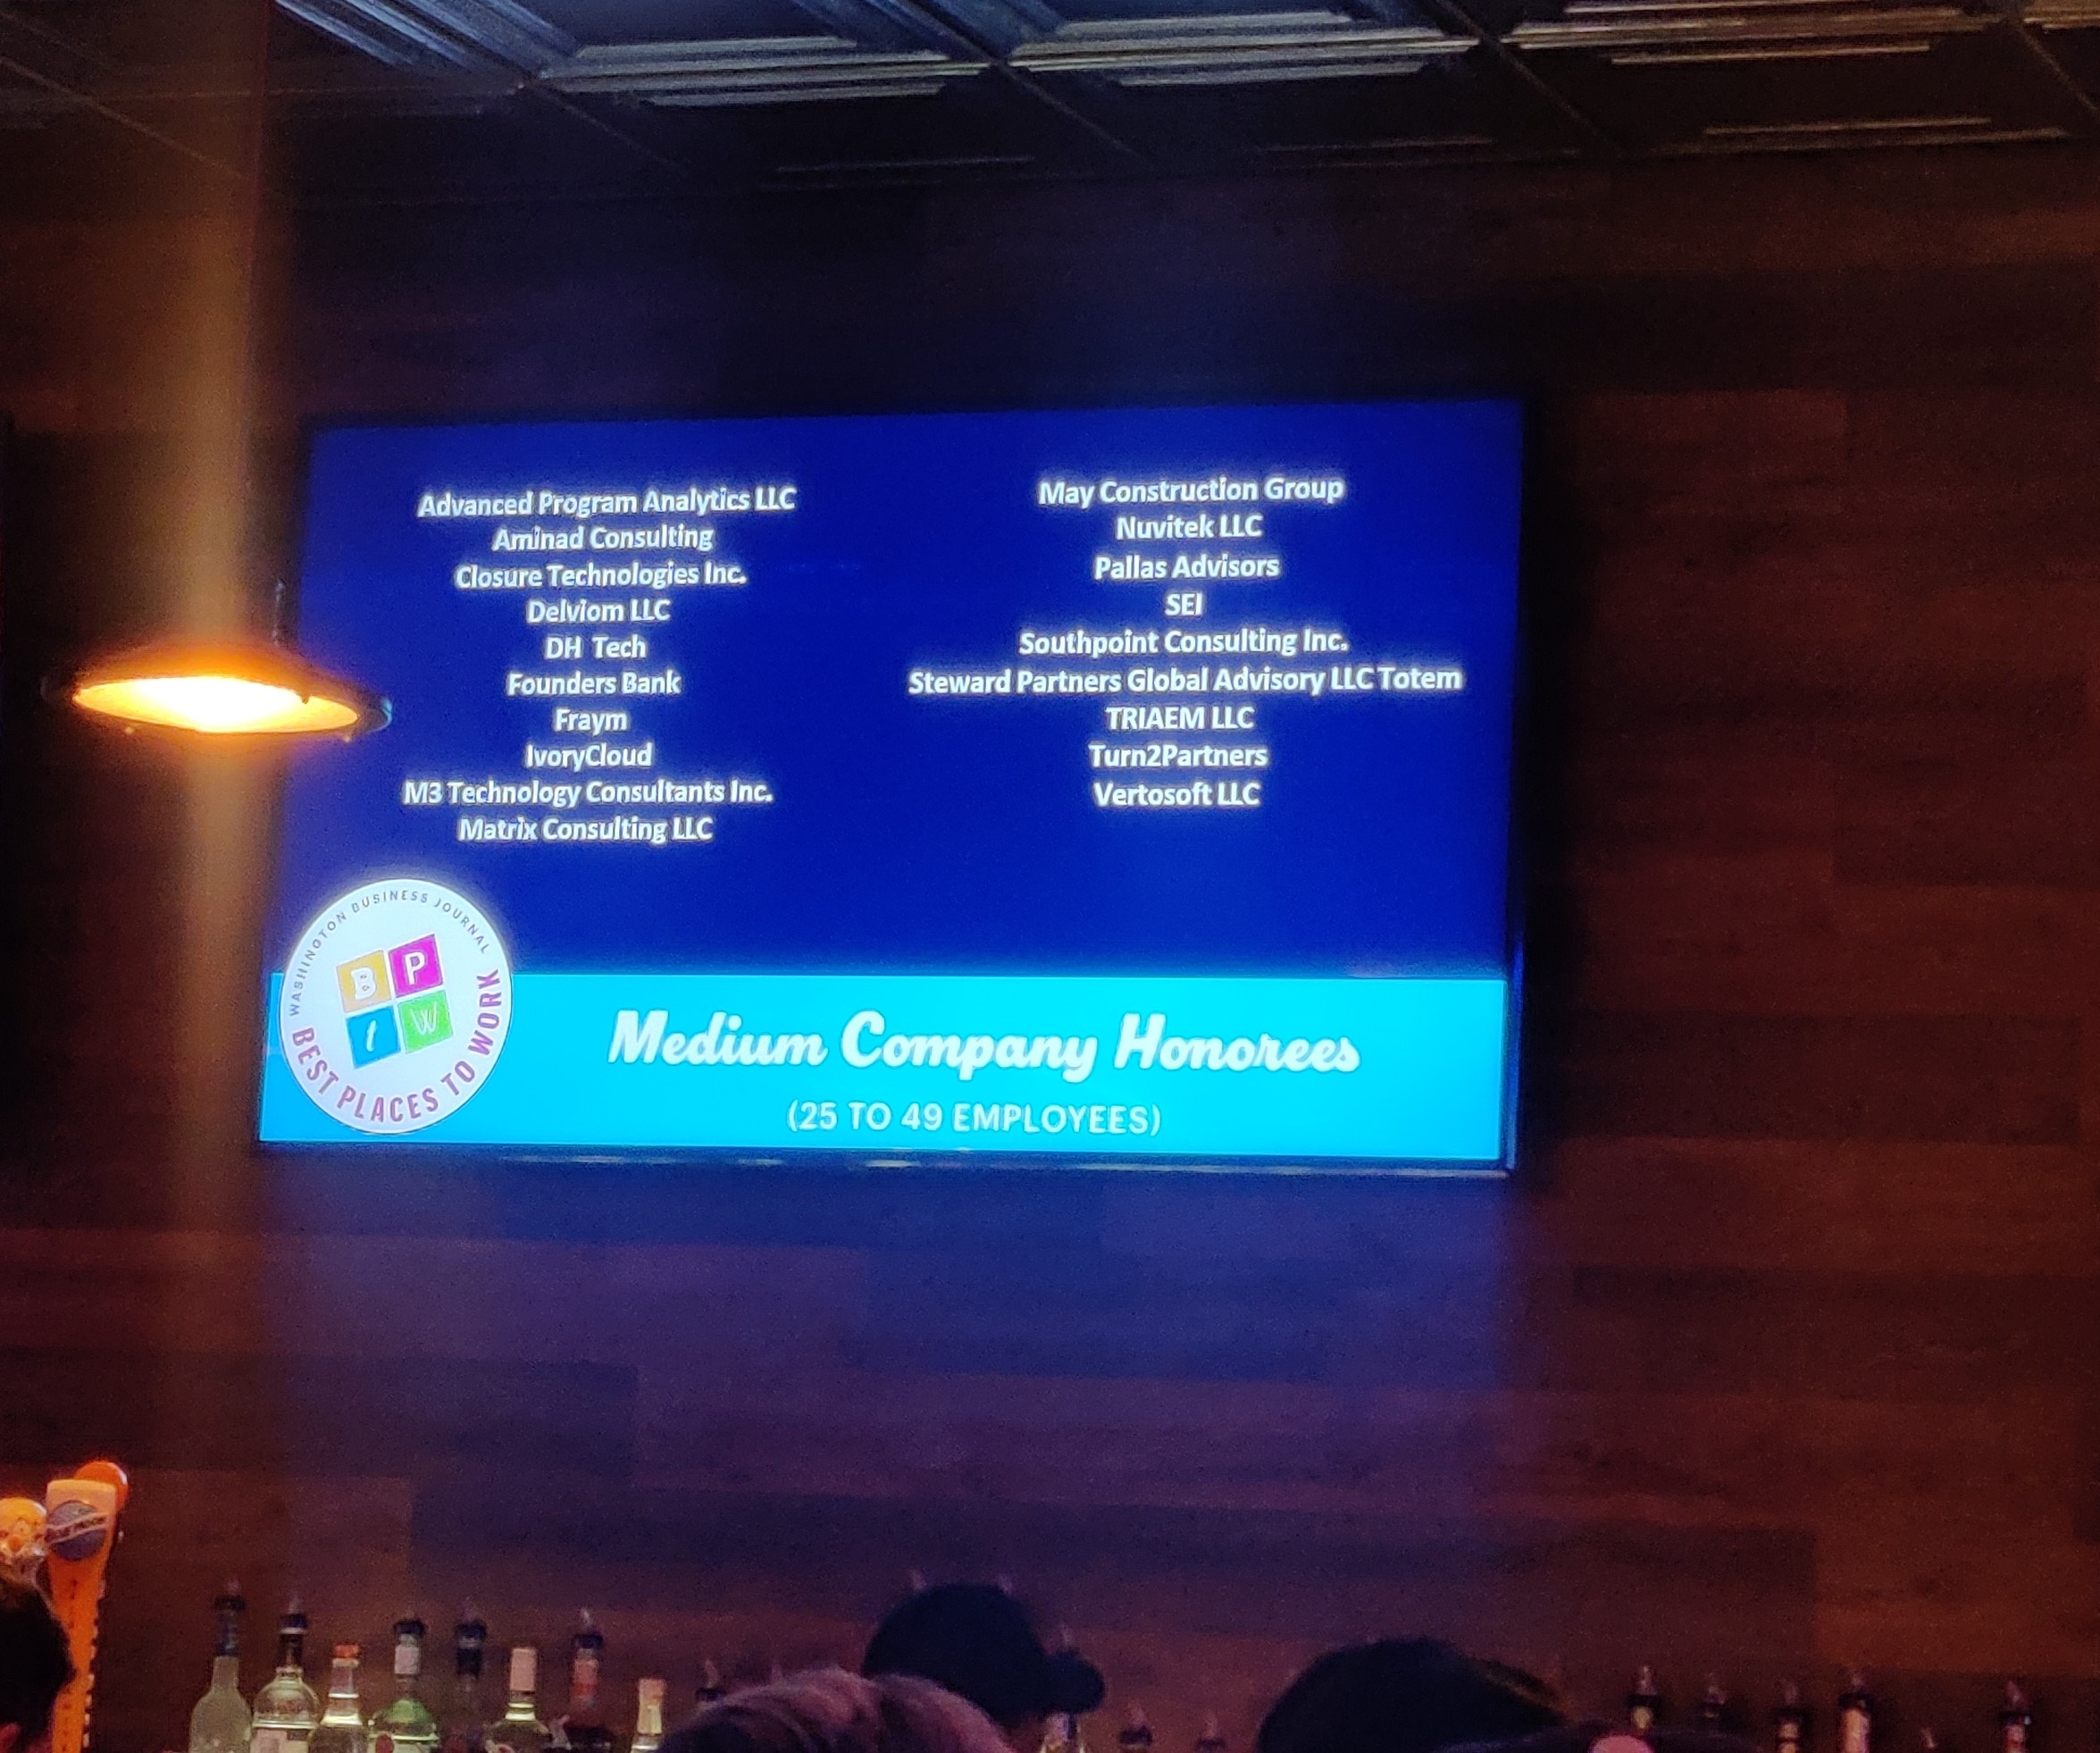 Advanced Program Analytics LLC
Aminad Consulting
Closure Technologies Inc.
Delviom LLC
DH Tech
Founders Bank
Fraym
IvoryCloud
M3 Technology Consultants Inc.
Matrix Consulting LLC
May Construction Group
Nuvitek LLC
Pallas Advisors
SEI
Southpoint Consulting Inc.
Steward Partners Global Advisory LLC Totem
TRIAEM LLC
Turn2Partners
Vertosoft LLC
WASHINGTON BUSINESS JOURNAL
B P
t W
BEST PLACES TO WORK
Medium Company Honorees
(25 TO 49 EMPLOYEES)
BLUE MOON